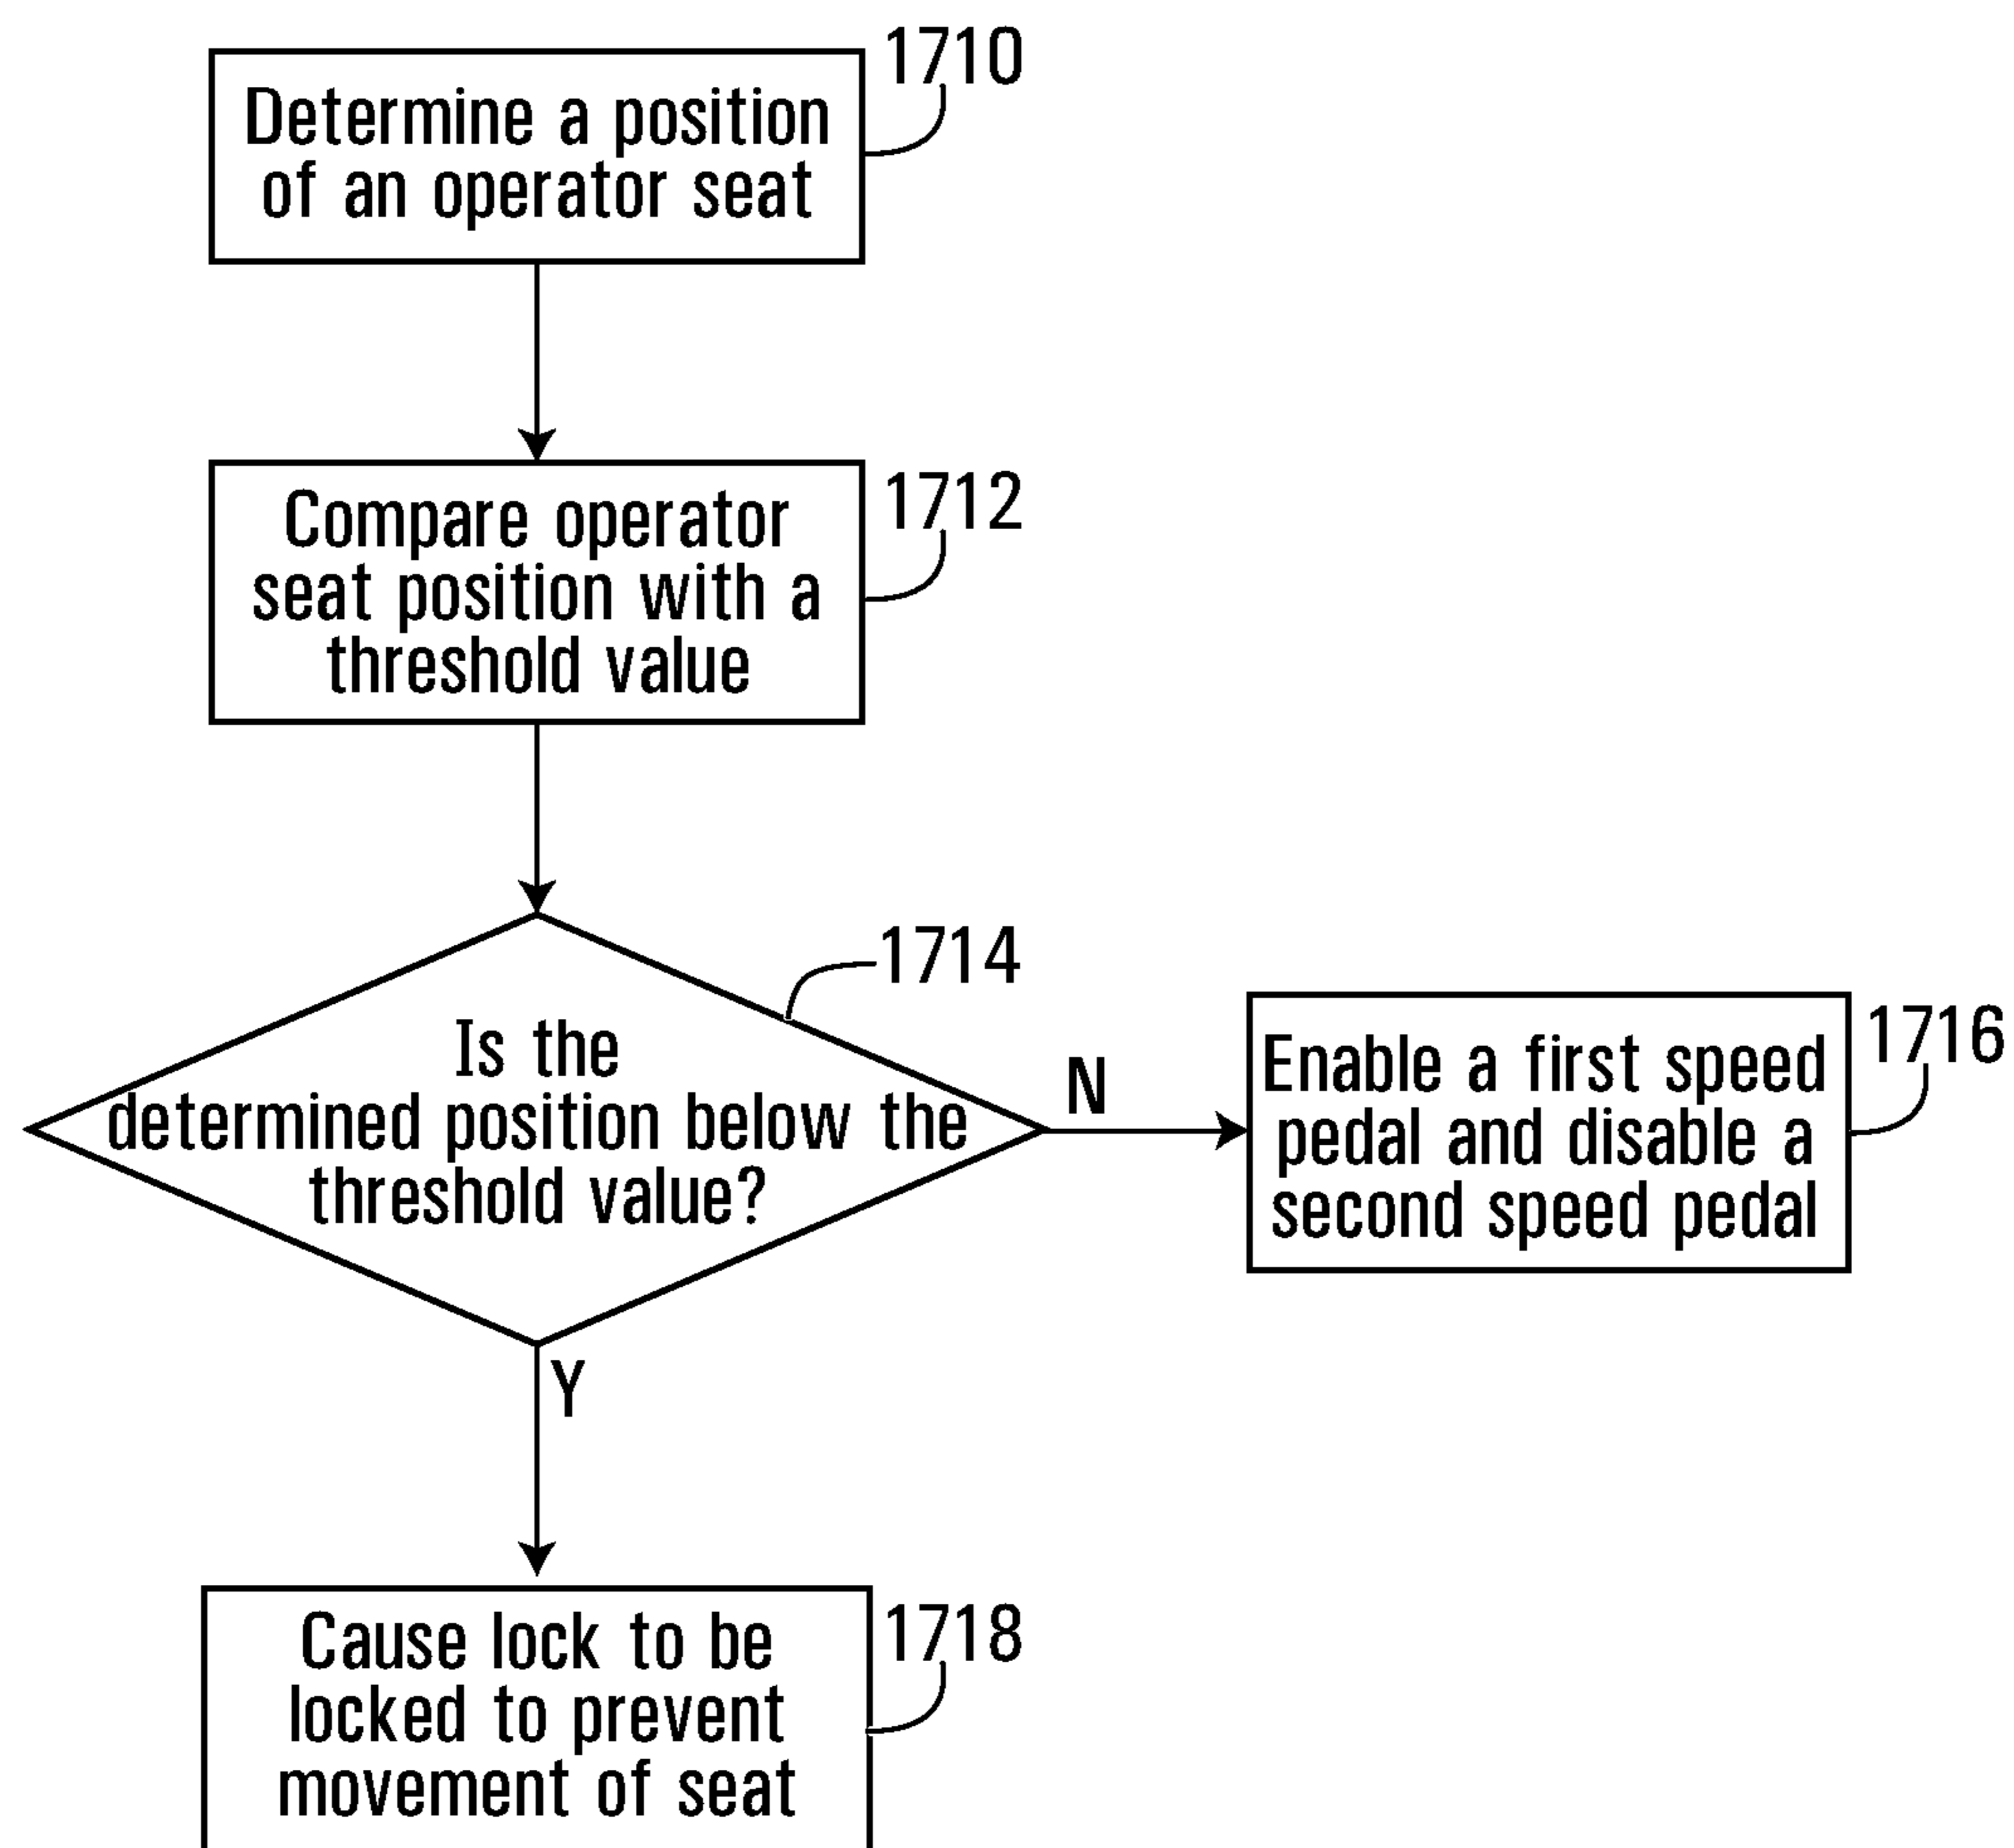 1710
Determine a position
of an operator seat
1712
Compare operator
seat position with a
threshold value
1714
Is the
determined position below the
threshold value?
N
1716
Enable a first speed
pedal and disable a
second speed pedal
Y
1718
Cause lock to be
locked to prevent
movement of seat